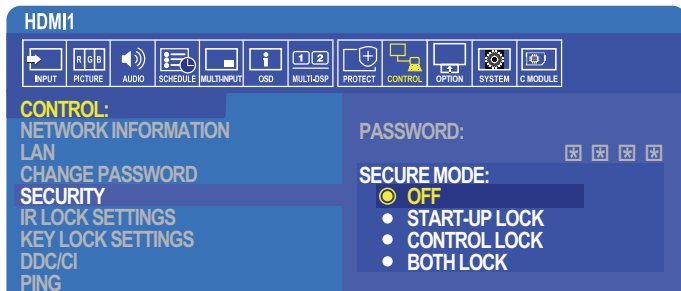 HDMI1
INPUT PICTURE AUDIO SCHEDULE MULTI-INPUT OSD MULTI-DSP PROTECT CONTROL OPTION SYSTEM C MODULE
R G B
1 2
CONTROL:
NETWORK INFORMATION
LAN
CHANGE PASSWORD
SECURITY
IR LOCK SETTINGS
KEY LOCK SETTINGS
DDC/CI
PING
PASSWORD:
* * * *
SECURE MODE:
OFF
START-UP LOCK
CONTROL LOCK
BOTH LOCK